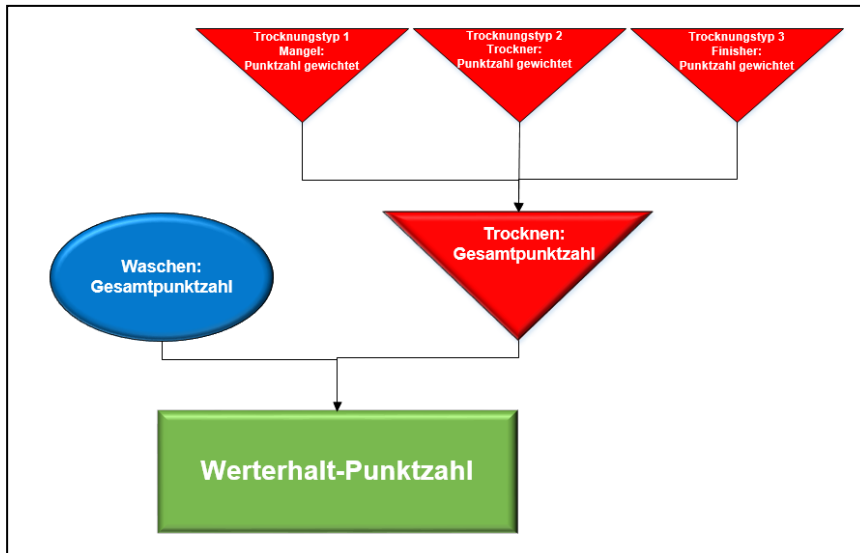 Trocknungstyp 1
Mangel:
Punktzahl gewichtet
Trocknungstyp 2
Trockner:
Punktzahl gewichtet
Trocknungstyp 3
Finisher:
Punktzahl gewichtet
Waschen:
Gesamtpunktzahl
Trocknen:
Gesamtpunktzahl
Werterhalt-Punktzahl